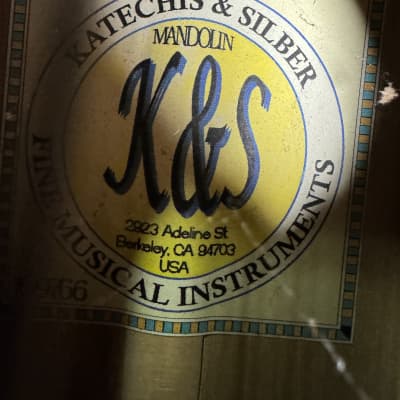 KATECHIS & SILBER
MANDOLIN
K&S
2923 Adeline St
Berkeley, CA 94703
USA
FINE MUSICAL INSTRUMENTS